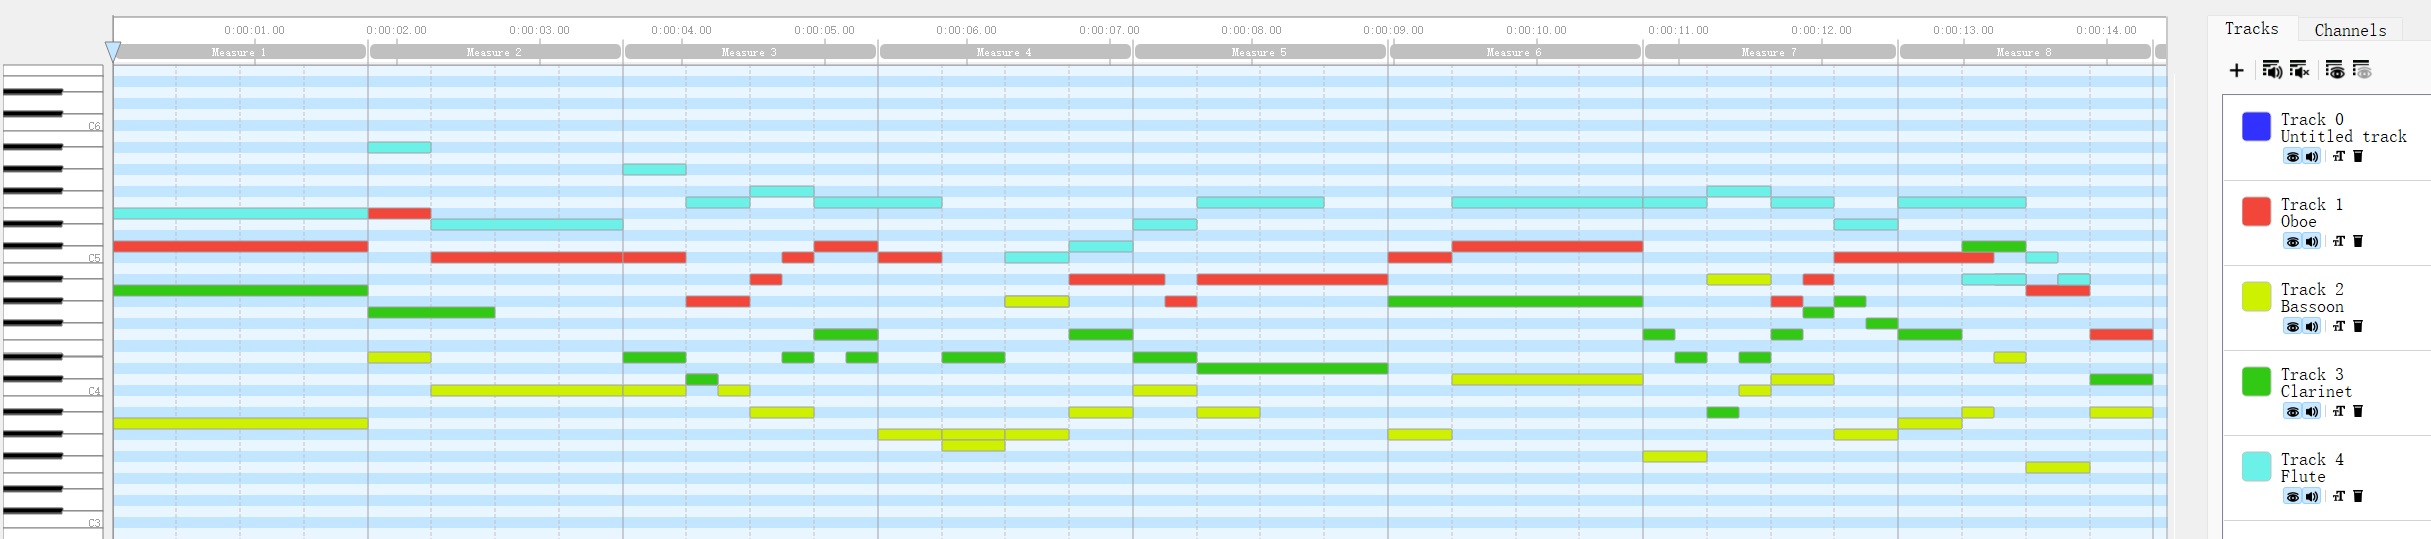 0:00:01.00 0:00:02.00 0:00:03.00 0:00:04.00 0:00:05.00 0:00:06.00 0:00:07.00 0:00:08.00 0:00:09.00 0:00:10.00 0:00:11.00 0:00:12.00 0:00:13.00 0:00:14.00
Measure 1 Measure 2 Measure 3 Measure 4 Measure 5 Measure 6 Measure 7 Measure 8
C6
C5
C4
C3
Tracks Channels
Track 0
Untitled track
Track 1
Oboe
Track 2
Bassoon
Track 3
Clarinet
Track 4
Flute